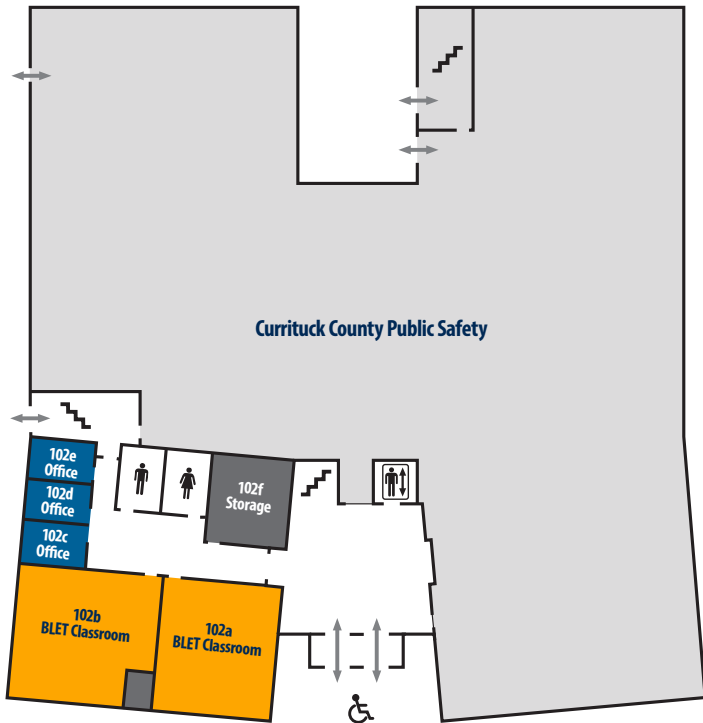 Currituck County Public Safety
102e
Office
102d
Office
102c
Office
102f
Storage
102b
BLET Classroom
102a
BLET Classroom